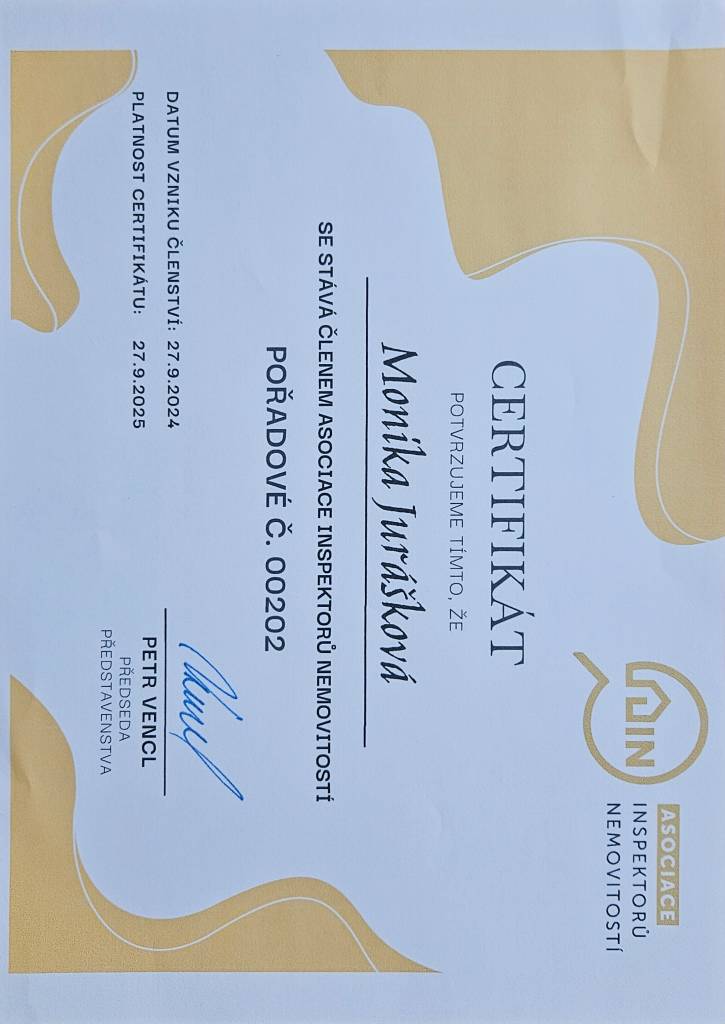 IN
ASOCIACE
INSPEKTORŮ
NEMOVITOSTÍ
CERTIFIKÁT
POTVRZUJEME TÍMTO, ŽE
Monika Jurášková
SE STÁVÁ ČLENEM ASOCIACE INSPEKTORŮ NEMOVITOSTÍ
POŘADOVÉ Č. 00202
DATUM VZNIKU ČLENSTVÍ: 27.9.2024
PLATNOST CERTIFIKÁTU: 27.9.2025
PETR VENCL
PŘEDSEDA
PŘEDSTAVENSTVA